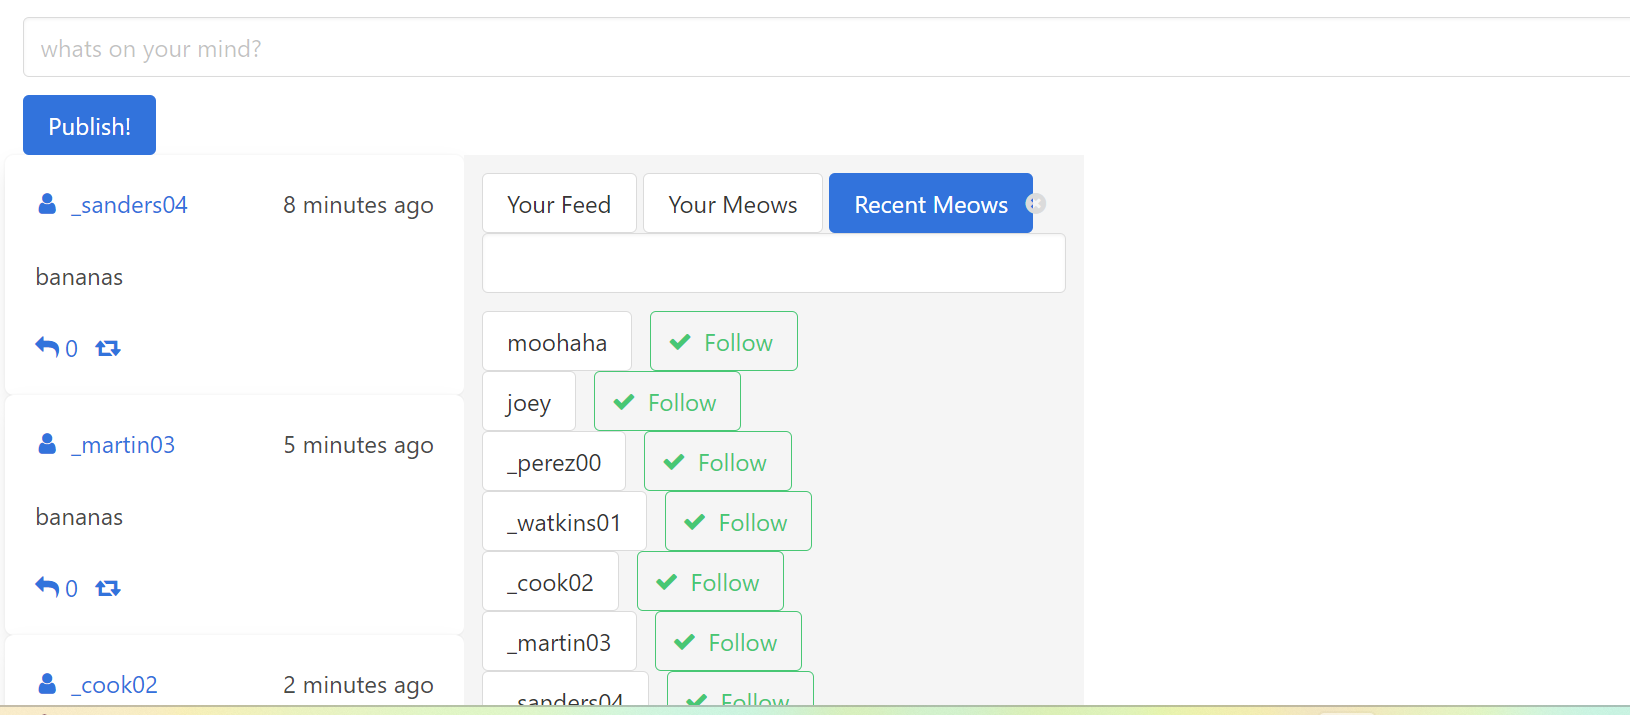 whats on your mind?
Publish!
_sanders04 8 minutes ago
bananas
0
_martin03 5 minutes ago
bananas
0
_cook02 2 minutes ago
Your Feed Your Meows Recent Meows
moohaha Follow
joey Follow
_perez00 Follow
_watkins01 Follow
_cook02 Follow
_martin03 Follow
_sanders04 Follow